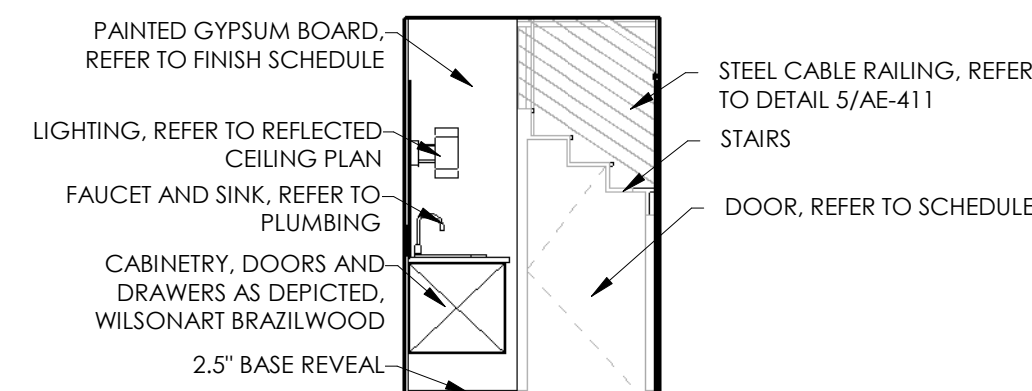 PAINTED GYPSUM BOARD,
REFER TO FINISH SCHEDULE
LIGHTING, REFER TO REFLECTED
CEILING PLAN
FAUCET AND SINK, REFER TO
PLUMBING
CABINETRY, DOORS AND
DRAWERS AS DEPICTED,
WILSONART BRAZILWOOD
2.5" BASE REVEAL
STEEL CABLE RAILING, REFER
TO DETAIL 5/AE-411
STAIRS
DOOR, REFER TO SCHEDULE